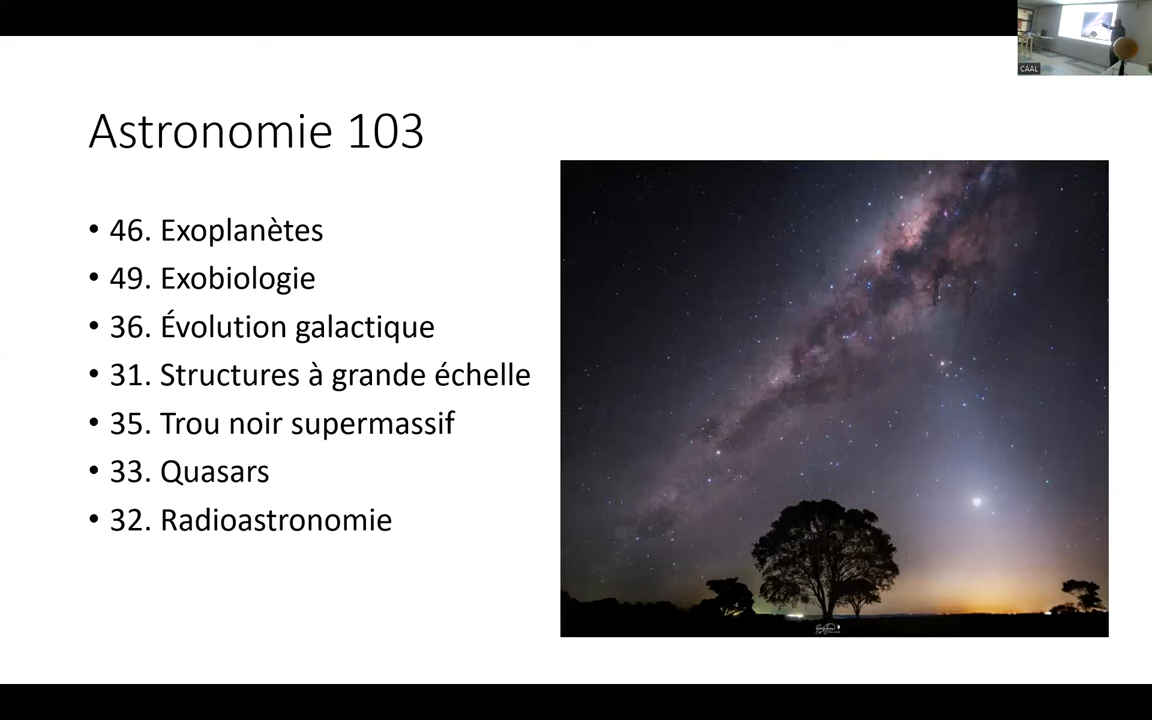 CAAL
Astronomie 103
• 46. Exoplanètes
• 49. Exobiologie
• 36. Évolution galactique
• 31. Structures à grande échelle
• 35. Trou noir supermassif
• 33. Quasars
• 32. Radioastronomie